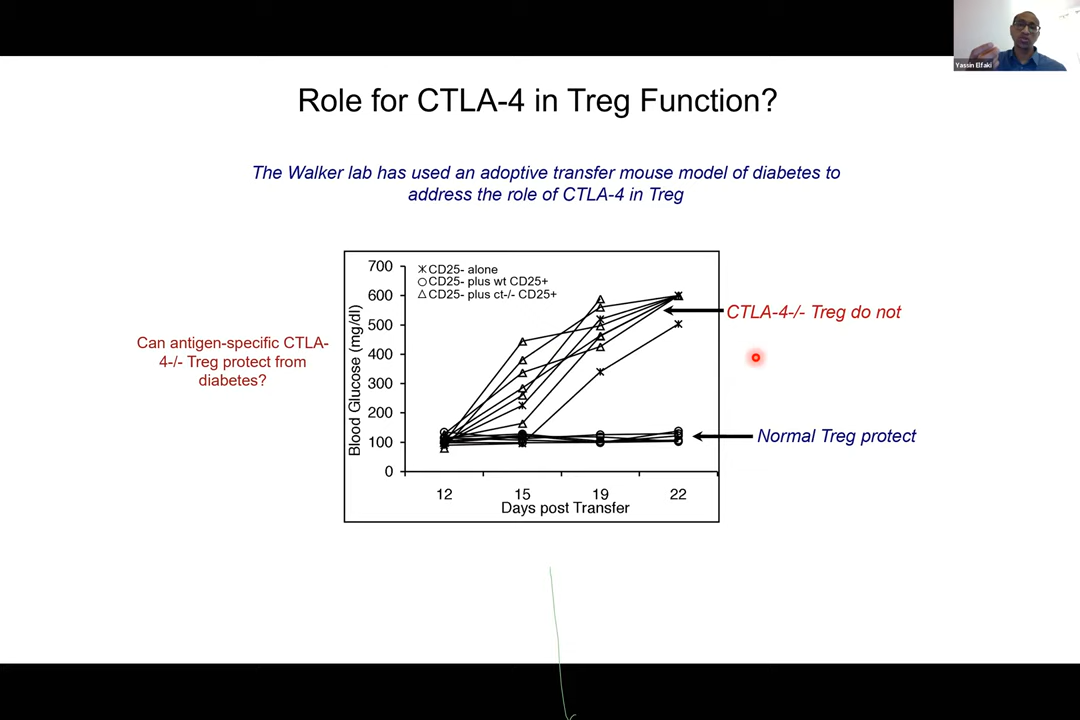 Yassin Elfaki
Role for CTLA-4 in Treg Function?
The Walker lab has used an adoptive transfer mouse model of diabetes to
address the role of CTLA-4 in Treg
Can antigen-specific CTLA-
4-/- Treg protect from
diabetes?
Blood Glucose (mg/dl)
700
600
500
400
300
200
100
0
CD25- alone
CD25- plus wt CD25+
CD25- plus ct-/- CD25+
12 15 19 22
Days post Transfer
CTLA-4-/- Treg do not
Normal Treg protect